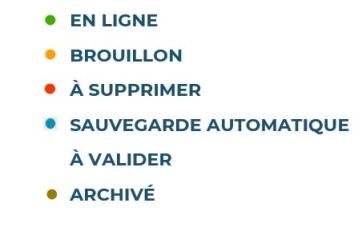 EN LIGNE
BROUILLON
À SUPPRIMER
SAUVEGARDE AUTOMATIQUE
À VALIDER
ARCHIVÉ